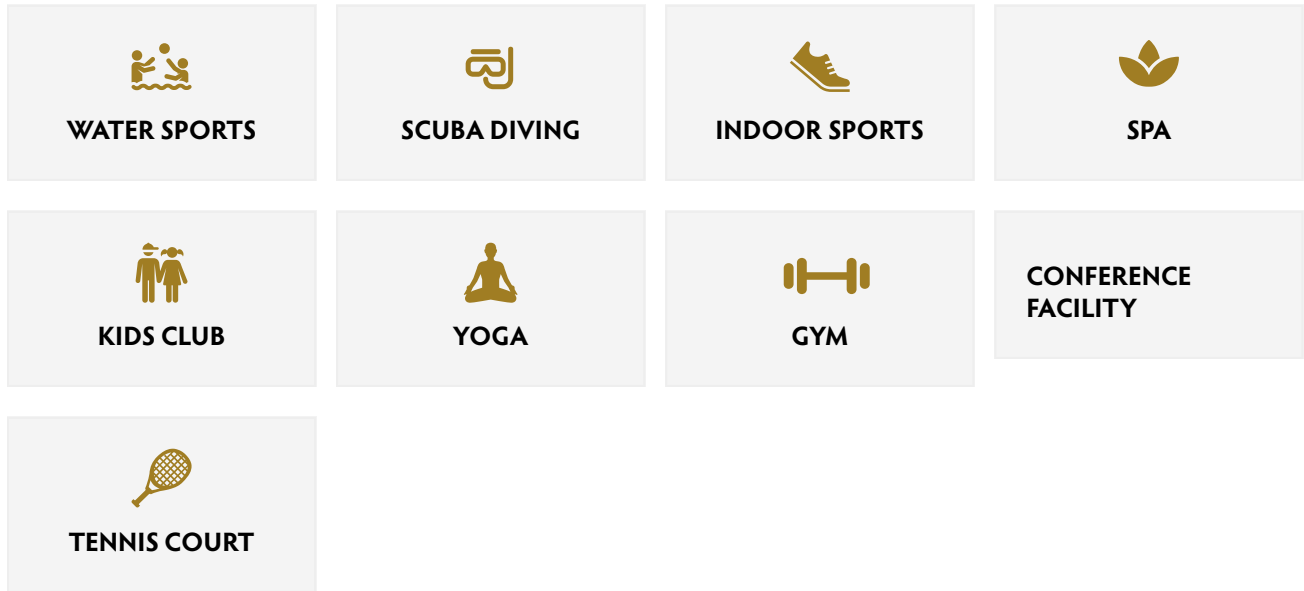 WATER SPORTS
SCUBA DIVING
INDOOR SPORTS
SPA
KIDS CLUB
YOGA
GYM
CONFERENCE
FACILITY
TENNIS COURT